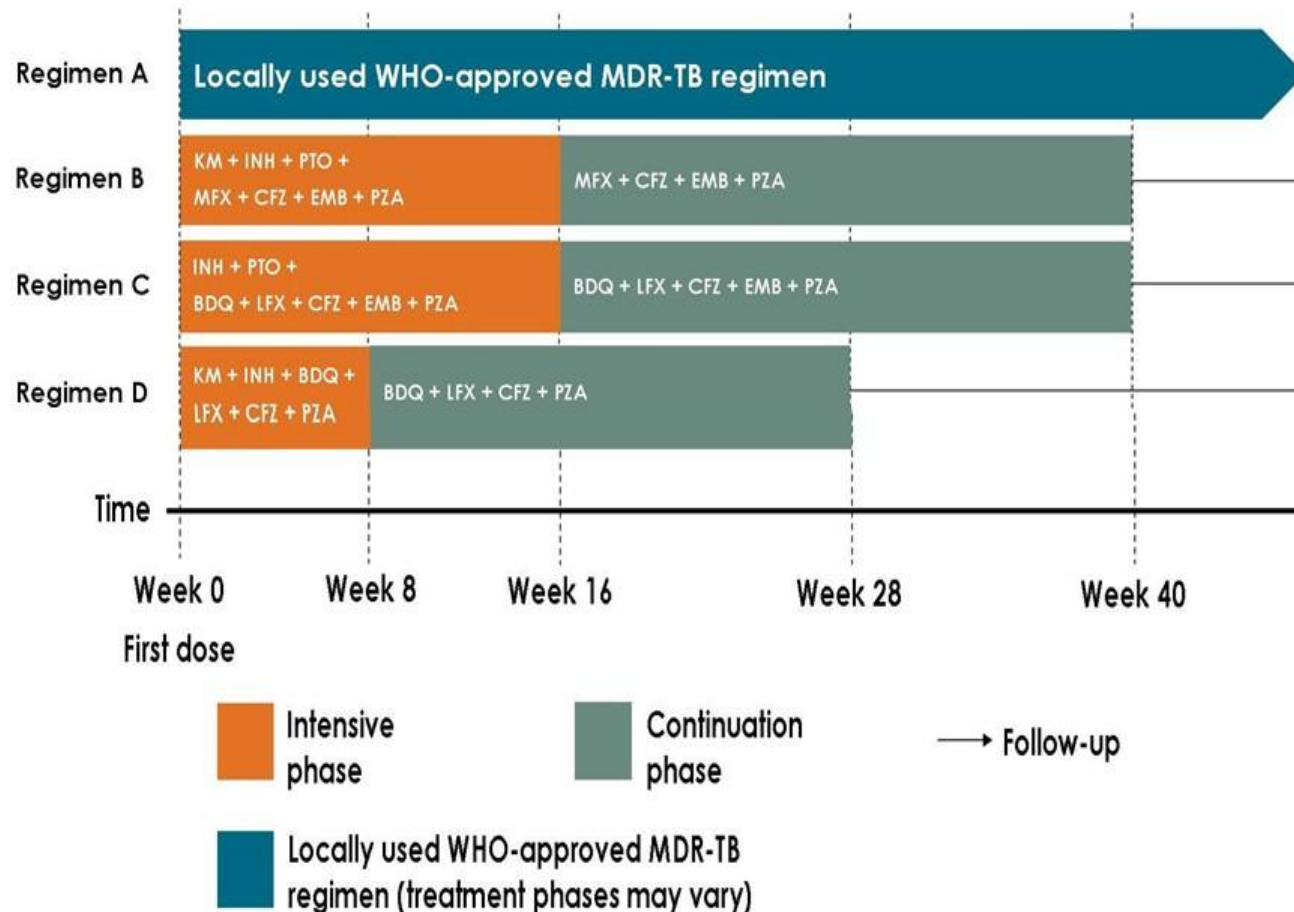 Regimen A
Locally used WHO-approved MDR-TB regimen
Regimen B
KM + INH + PTO +
MFX + CFZ + EMB + PZA
MFX + CFZ + EMB + PZA
Regimen C
INH + PTO +
BDQ + LFX + CFZ + EMB + PZA
BDQ + LFX + CFZ + EMB + PZA
Regimen D
KM + INH + BDQ +
LFX + CFZ + PZA
BDQ + LFX + CFZ + PZA
Time
Week 0
Week 8
Week 16
Week 28
Week 40
First dose
Intensive
phase
Continuation
phase
Follow-up
Locally used WHO-approved MDR-TB
regimen (treatment phases may vary)